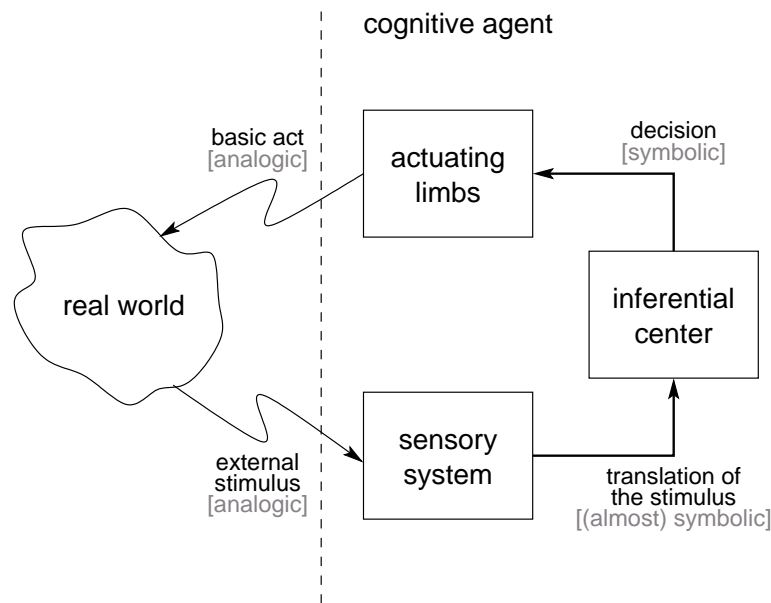 cognitive agent
basic act
[analogic]
actuating
limbs
decision
[symbolic]
real world
inferential
center
external
stimulus
[analogic]
sensory
system
translation of
the stimulus
[(almost) symbolic]